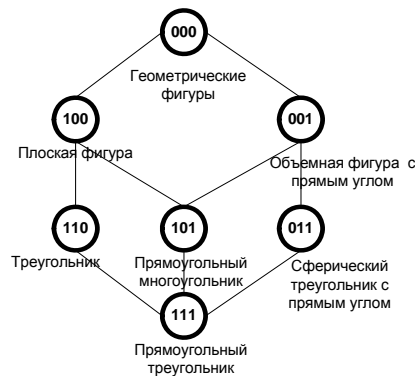 000
Геометрические
фигуры
100
001
Плоская фигура
Объемная фигура с
прямым углом
110
101
011
Треугольник
Прямоугольный
многоугольник
Сферический
треугольник с
прямым углом
111
Прямоугольный
треугольник